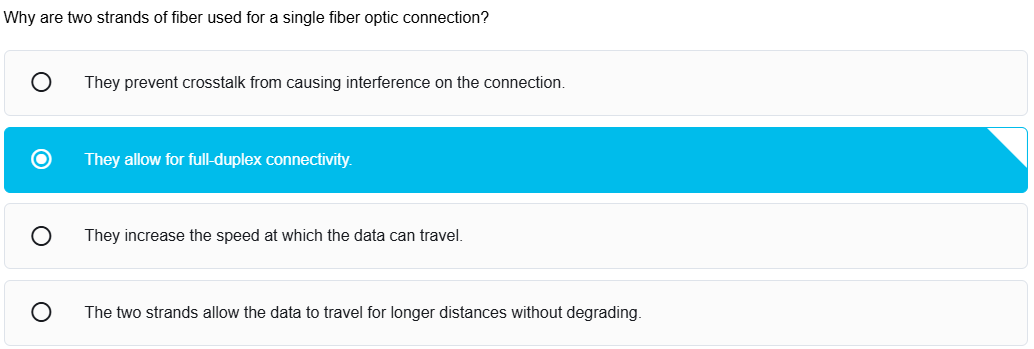 Why are two strands of fiber used for a single fiber optic connection?
They prevent crosstalk from causing interference on the connection.
They allow for full-duplex connectivity.
They increase the speed at which the data can travel.
The two strands allow the data to travel for longer distances without degrading.